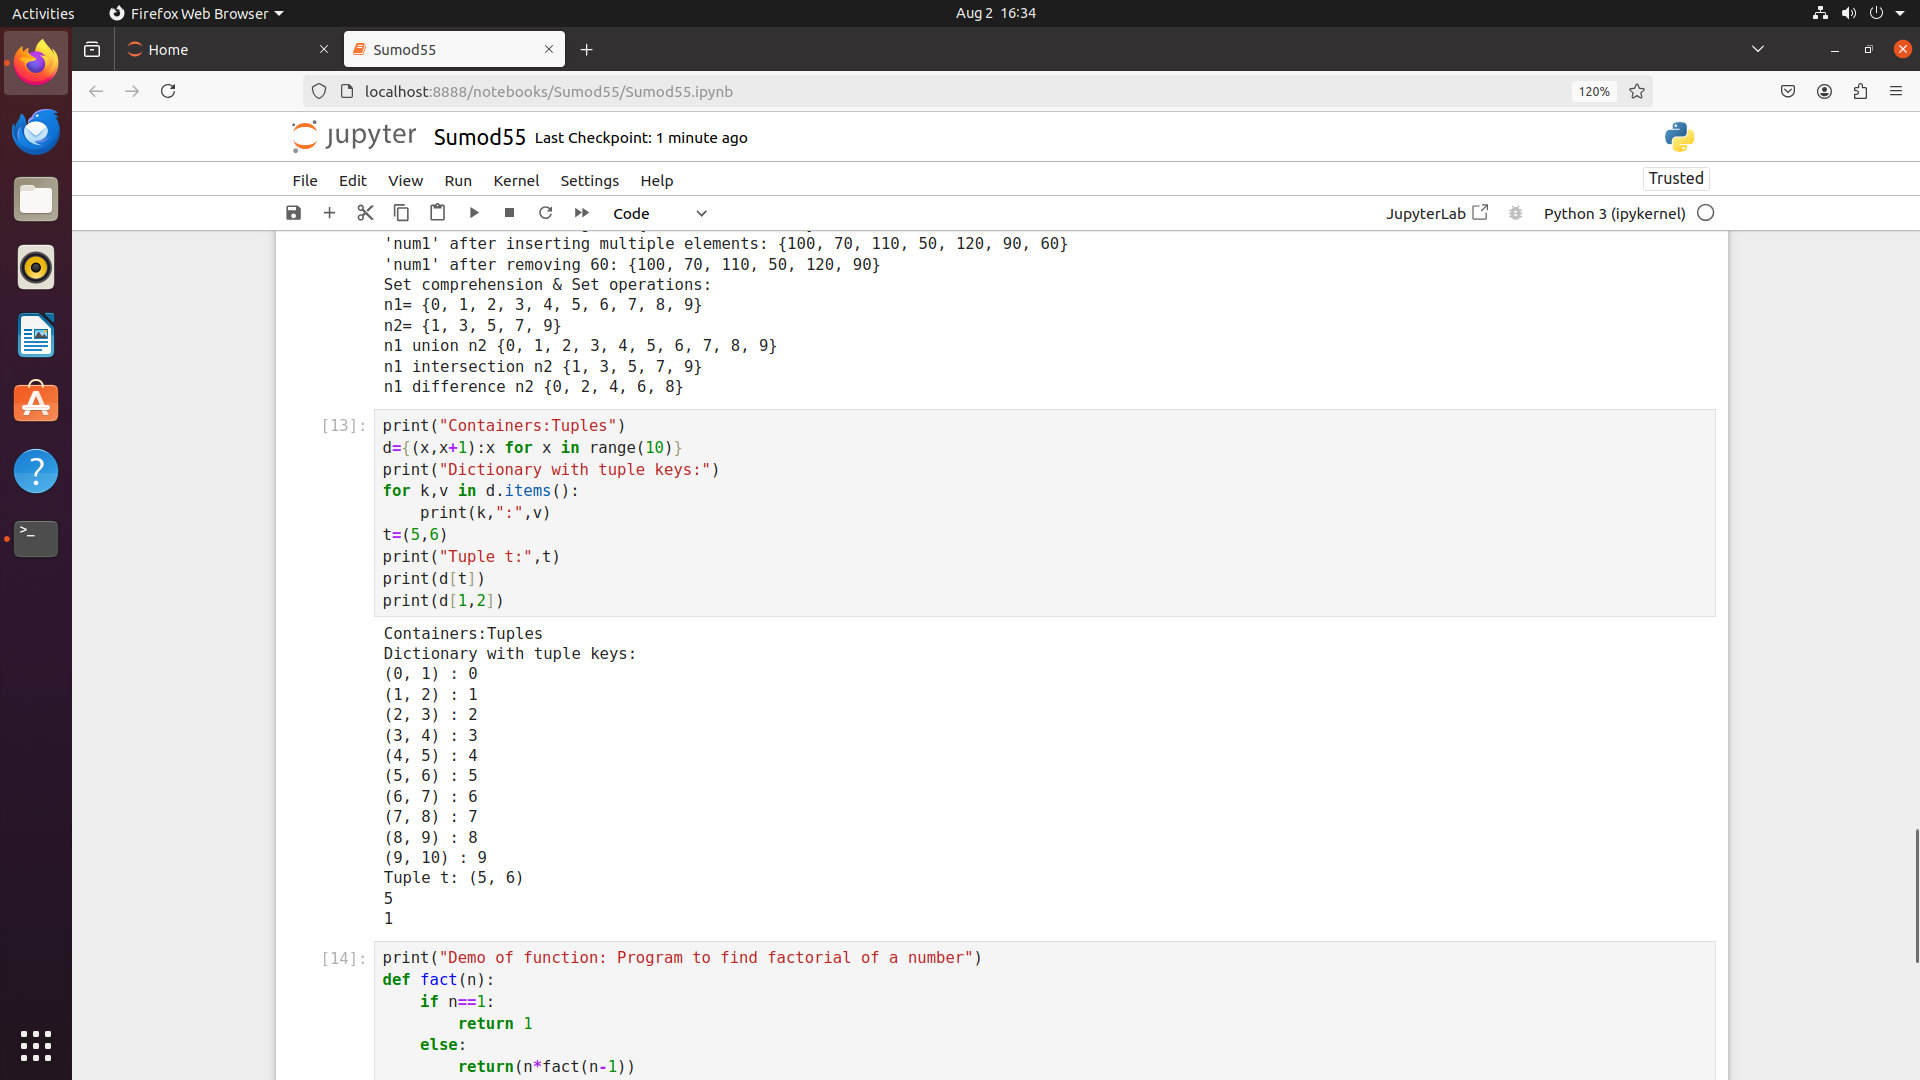 Activities
Firefox Web Browser
Aug 2 16:34
Home
Sumod55
localhost:8888/notebooks/Sumod55/Sumod55.ipynb
120%
jupyter Sumod55 Last Checkpoint: 1 minute ago
File Edit View Run Kernel Settings Help
Trusted
Code
JupyterLab
Python 3 (ipykernel)
'num1' after inserting multiple elements: {100, 70, 110, 50, 120, 90, 60}
'num1' after removing 60: {100, 70, 110, 50, 120, 90}
Set comprehension & Set operations:
n1= {0, 1, 2, 3, 4, 5, 6, 7, 8, 9}
n2= {1, 3, 5, 7, 9}
n1 union n2 {0, 1, 2, 3, 4, 5, 6, 7, 8, 9}
n1 intersection n2 {1, 3, 5, 7, 9}
n1 difference n2 {0, 2, 4, 6, 8}
[13]:
print("Containers:Tuples")
d={(x,x+1):x for x in range(10)}
print("Dictionary with tuple keys:")
for k,v in d.items():
    print(k,":",v)
t=(5,6)
print("Tuple t:",t)
print(d[t])
print(d[1,2])
Containers:Tuples
Dictionary with tuple keys:
(0, 1) : 0
(1, 2) : 1
(2, 3) : 2
(3, 4) : 3
(4, 5) : 4
(5, 6) : 5
(6, 7) : 6
(7, 8) : 7
(8, 9) : 8
(9, 10) : 9
Tuple t: (5, 6)
5
1
[14]:
print("Demo of function: Program to find factorial of a number")
def fact(n):
    if n==1:
        return 1
    else:
        return(n*fact(n-1))